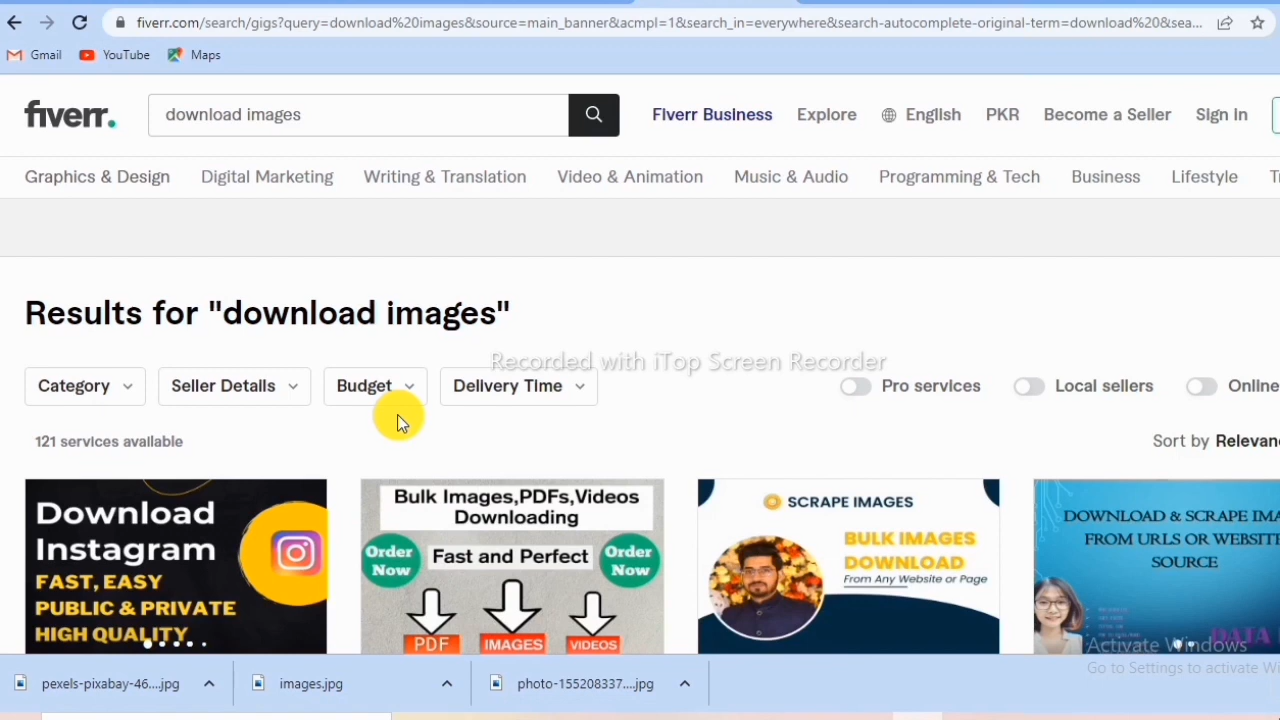 fiverr.com/search/gigs?query=download%20images&source=main_banner&acmpl=1&search_in=everywhere&search-autocomplete-original-term=download%20&sea...
Gmail YouTube Maps
fiverr. download images Fiverr Business Explore English PKR Become a Seller Sign in
Graphics & Design Digital Marketing Writing & Translation Video & Animation Music & Audio Programming & Tech Business Lifestyle
Results for "download images"
Recorded with iTop Screen Recorder
Category Seller Details Budget Delivery Time Pro services Local sellers Online
121 services available
Sort by Relevan
Download
Instagram
FAST, EASY
PUBLIC & PRIVATE
HIGH QUALITY
Bulk Images,PDFs,Videos
Downloading
Order
Now
Fast and Perfect
Order
Now
PDF IMAGES VIDEOS
SCRAPE IMAGES
BULK IMAGES
DOWNLOAD
From Any Website or Page
DOWNLOAD & SCRAPE IMA
FROM URLS OR WEBSITE
SOURCE
DATA
Activate Windows
Go to Settings to activate Wi
pexels-pixabay-46....jpg images.jpg photo-155208337....jpg